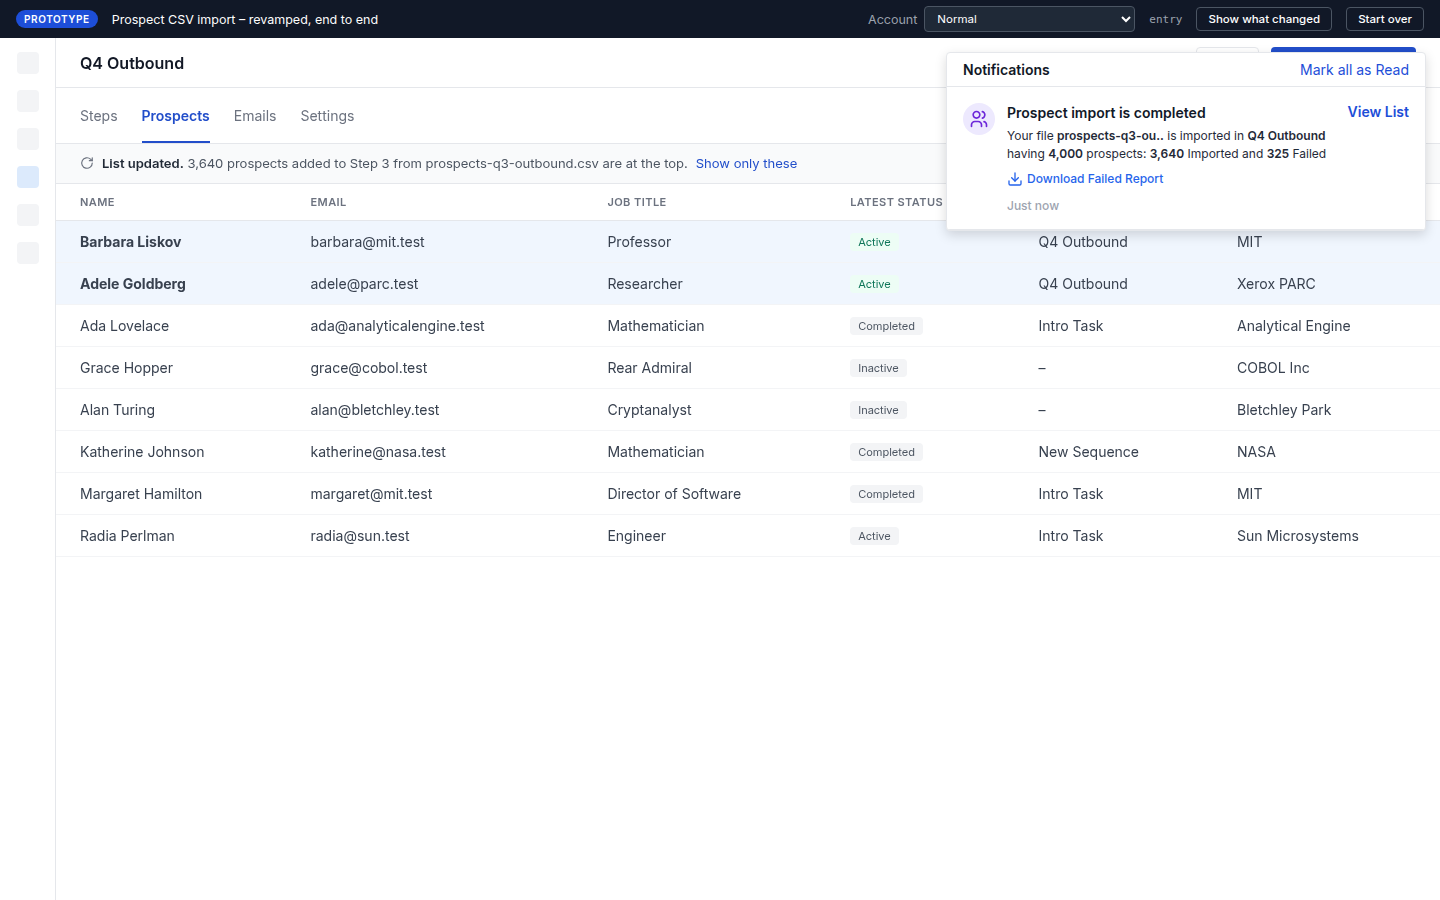 PROTOTYPE Prospect CSV import – revamped, end to end Account Normal entry Show what changed Start over
Q4 Outbound
Notifications Mark all as Read
Steps Prospects Emails Settings
Prospect import is completed View List
Your file prospects-q3-ou.. is imported in Q4 Outbound
having 4,000 prospects: 3,640 Imported and 325 Failed
Download Failed Report
Just now
List updated. 3,640 prospects added to Step 3 from prospects-q3-outbound.csv are at the top. Show only these
NAME EMAIL JOB TITLE LATEST STATUS
Barbara Liskov barbara@mit.test Professor Active Q4 Outbound MIT
Adele Goldberg adele@parc.test Researcher Active Q4 Outbound Xerox PARC
Ada Lovelace ada@analyticalengine.test Mathematician Completed Intro Task Analytical Engine
Grace Hopper grace@cobol.test Rear Admiral Inactive – COBOL Inc
Alan Turing alan@bletchley.test Cryptanalyst Inactive – Bletchley Park
Katherine Johnson katherine@nasa.test Mathematician Completed New Sequence NASA
Margaret Hamilton margaret@mit.test Director of Software Completed Intro Task MIT
Radia Perlman radia@sun.test Engineer Active Intro Task Sun Microsystems